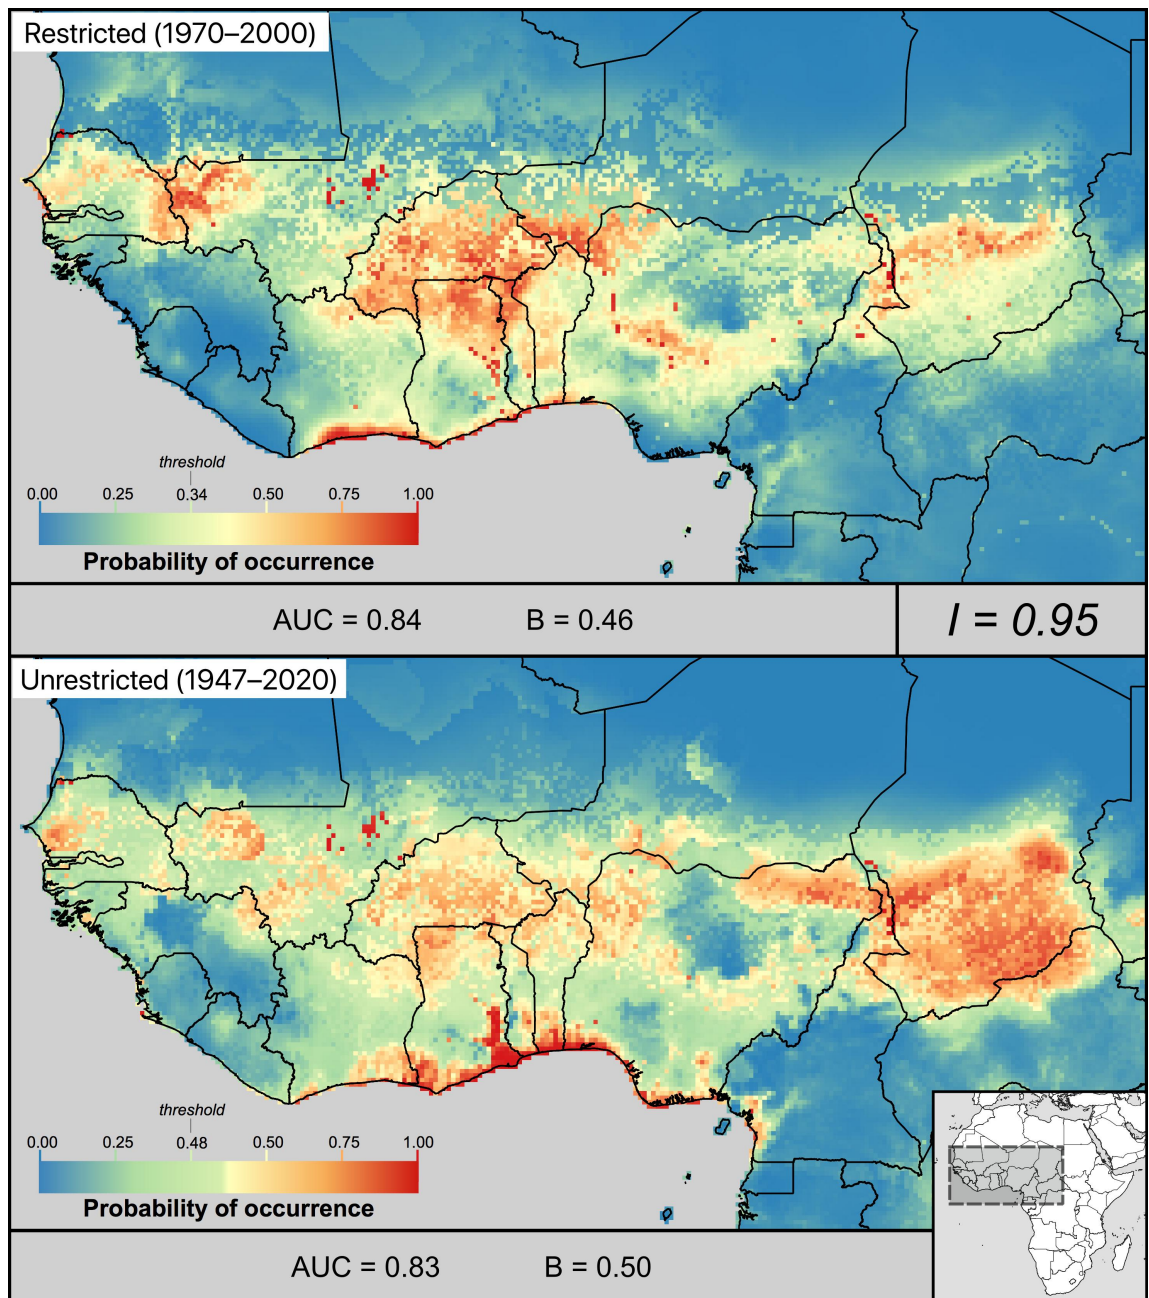 Restricted (1970–2000)
threshold
0.00 0.25 0.34 0.50 0.75 1.00
Probability of occurrence
AUC = 0.84 B = 0.46 I = 0.95
Unrestricted (1947–2020)
threshold
0.00 0.25 0.48 0.50 0.75 1.00
Probability of occurrence
AUC = 0.83 B = 0.50